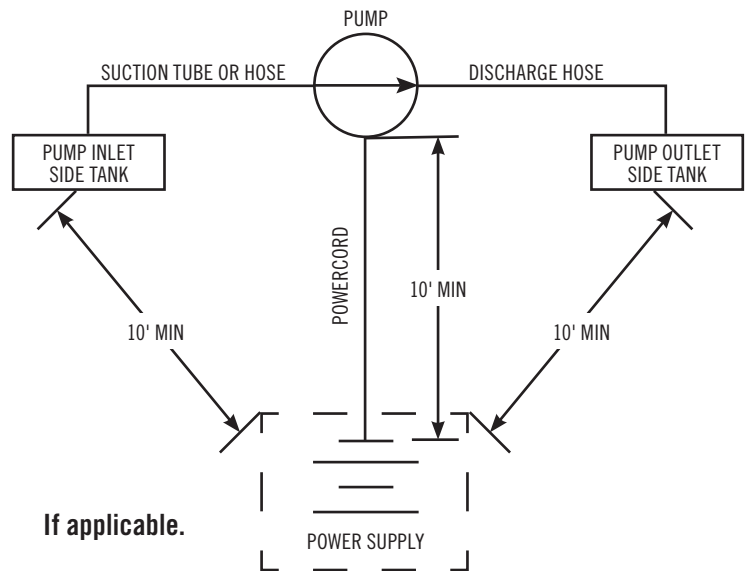 PUMP
SUCTION TUBE OR HOSE
DISCHARGE HOSE
PUMP INLET
SIDE TANK
PUMP OUTLET
SIDE TANK
POWERCORD
10' MIN
10' MIN
10' MIN
If applicable.
POWER SUPPLY